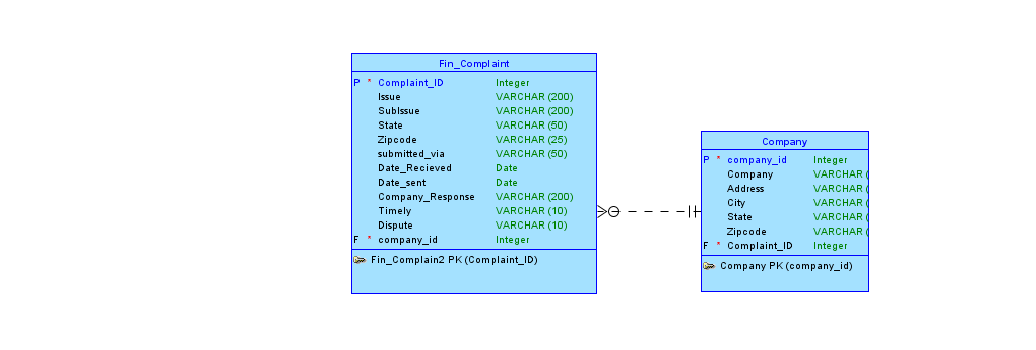 Fin_Complaint
P * Complaint_ID Integer
Issue VARCHAR (200)
SubIssue VARCHAR (200)
State VARCHAR (50)
Zipcode VARCHAR (25)
submitted_via VARCHAR (50)
Date_Recieved Date
Date_sent Date
Company_Response VARCHAR (200)
Timely VARCHAR (10)
Dispute VARCHAR (10)
F * company_id Integer
Fin_Complain2 PK (Complaint_ID)
Company
P * company_id Integer
Company VARCHAR (
Address VARCHAR (
City VARCHAR (
State VARCHAR (
Zipcode VARCHAR (
F * Complaint_ID Integer
Company PK (company_id)